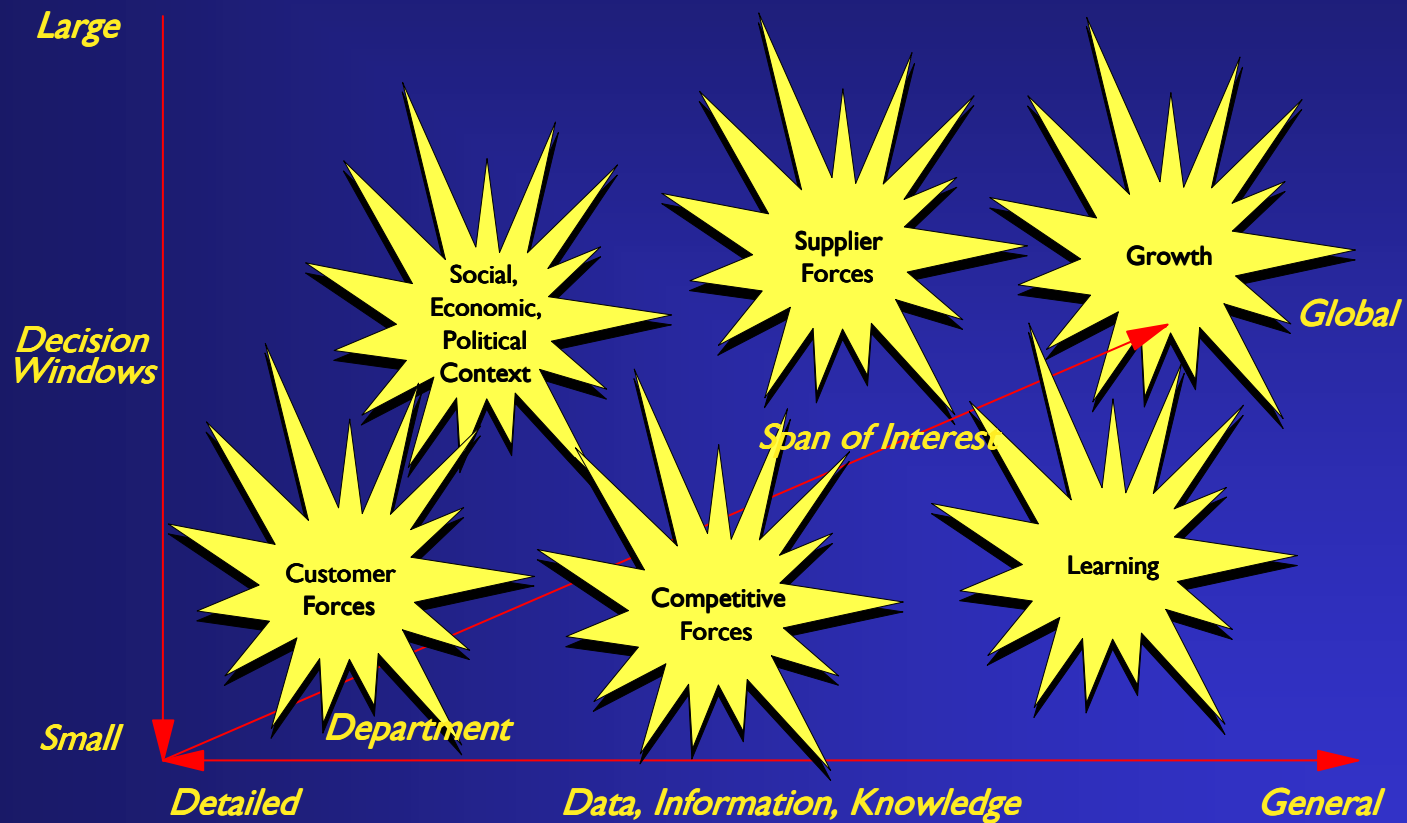 Large
Supplier
Forces
Growth
Social,
Economic,
Political
Context
Global
Decision
Windows
Span of Interest
Customer
Forces
Competitive
Forces
Learning
Department
Small
Detailed
Data, Information, Knowledge
General